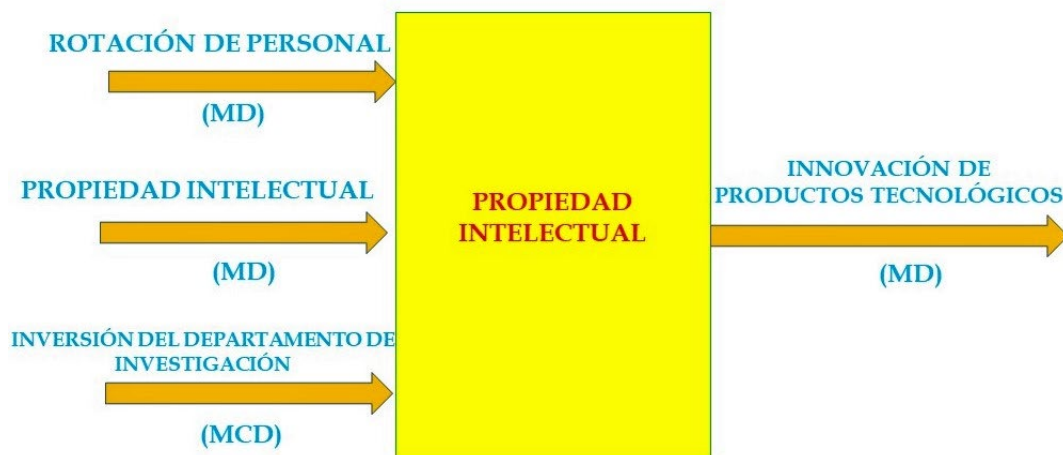 ROTACIÓN DE PERSONAL
(MD)
PROPIEDAD INTELECTUAL
(MD)
INVERSIÓN DEL DEPARTAMENTO DE
INVESTIGACIÓN
(MCD)
PROPIEDAD
INTELECTUAL
INNOVACIÓN DE
PRODUCTOS TECNOLÓGICOS
(MD)